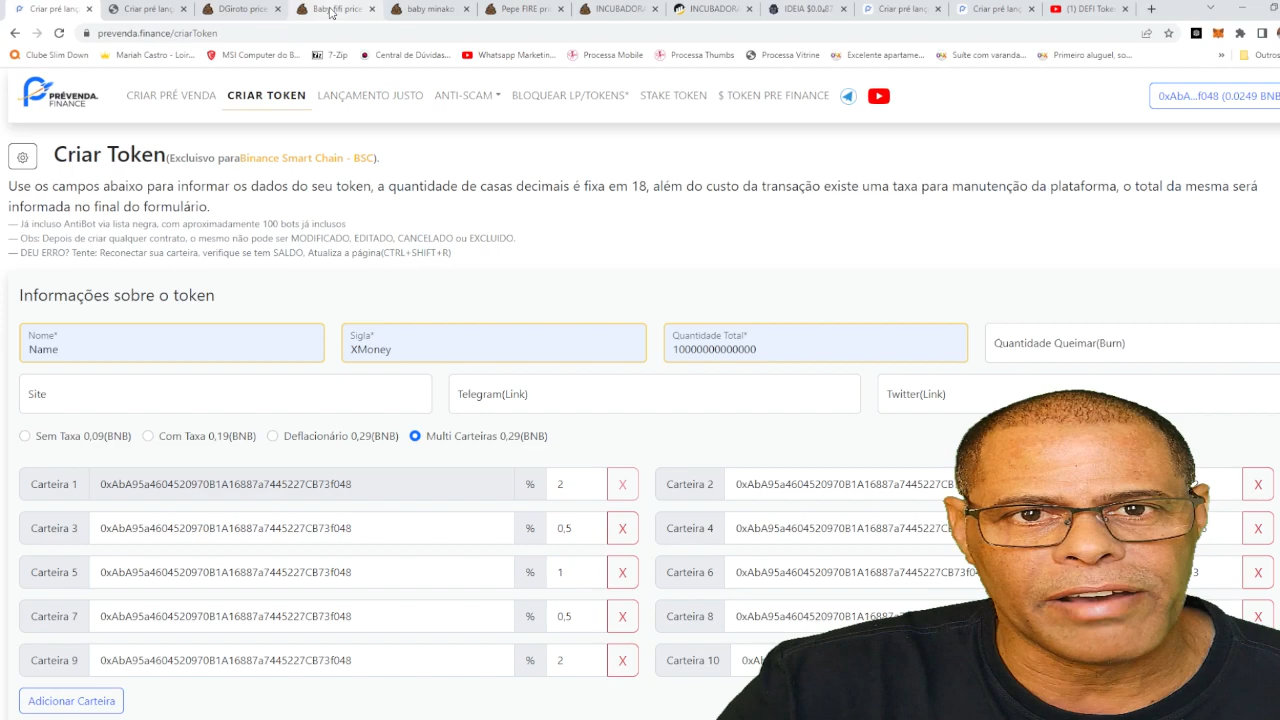 Criar pré lanç
Criar pré lanç
DGiroto price
Baby fifi price
baby minako
Pepe FIRE pri
INCUBADORA
INCUBADOR
IDEIA $0.0187
Criar pré lanç
Criar pré lanç
(1) DEFI Toke
prevenda.finance/criarToken
Clube Slim Down
Mariah Castro - Loir...
MSI Computer do B...
7-Zip
Central de Dúvidas...
Whatsapp Marketin...
Processa Mobile
Processa Thumbs
Processa Vitrine
Excelente apartame...
Suíte com varanda...
Primeiro aluguel, so...
»
Outros
PRÉVENDA. FINANCE
CRIAR PRÉ VENDA
CRIAR TOKEN
LANÇAMENTO JUSTO
ANTI-SCAM
BLOQUEAR LP/TOKENS*
STAKE TOKEN
$ TOKEN PRE FINANCE
0xAbA...f048 (0.0249 BNB
Criar Token(Exclusivo paraBinance Smart Chain - BSC).
Use os campos abaixo para informar os dados do seu token, a quantidade de casas decimais é fixa em 18, além do custo da transação existe uma taxa para manutenção da plataforma, o total da mesma será
informada no final do formulário.
— Já incluso AntiBot via lista negra, com aproximadamente 100 bots já inclusos
— Obs: Depois de criar qualquer contrato, o mesmo não pode ser MODIFICADO, EDITADO, CANCELADO ou EXCLUIDO.
— DEU ERRO? Tente: Reconectar sua carteira, verifique se tem SALDO, Atualiza a página(CTRL+SHIFT+R)
Informações sobre o token
Nome*
Name
Sigla*
XMoney
Quantidade Total*
10000000000000
Quantidade Queimar(Burn)
Site
Telegram(Link)
Twitter(Link)
Sem Taxa 0,09(BNB)
Com Taxa 0,19(BNB)
Deflacionário 0,29(BNB)
Multi Carteiras 0,29(BNB)
Carteira 1 0xAbA95a4604520970B1A16887a7445227CB73f048 % 2 X
Carteira 2 0xAbA95a4604520970B1A16887a7445227CB X
Carteira 3 0xAbA95a4604520970B1A16887a7445227CB73f048 % 0,5 X
Carteira 4 0xAbA95a4604520970B1A16887a7445227CB X
Carteira 5 0xAbA95a4604520970B1A16887a7445227CB73f048 % 1 X
Carteira 6 0xAbA95a4604520970B1A16887a7445227CB73f04 3 X
Carteira 7 0xAbA95a4604520970B1A16887a7445227CB73f048 % 0,5 X
Carteira 8 0xAbA95a4604520970B1A16887a7445227CB X
Carteira 9 0xAbA95a4604520970B1A16887a7445227CB73f048 % 2 X
Carteira 10 0xA X
Adicionar Carteira